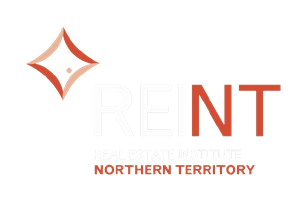 REINT
REAL ESTATE INSTITUTE
NORTHERN TERRITORY